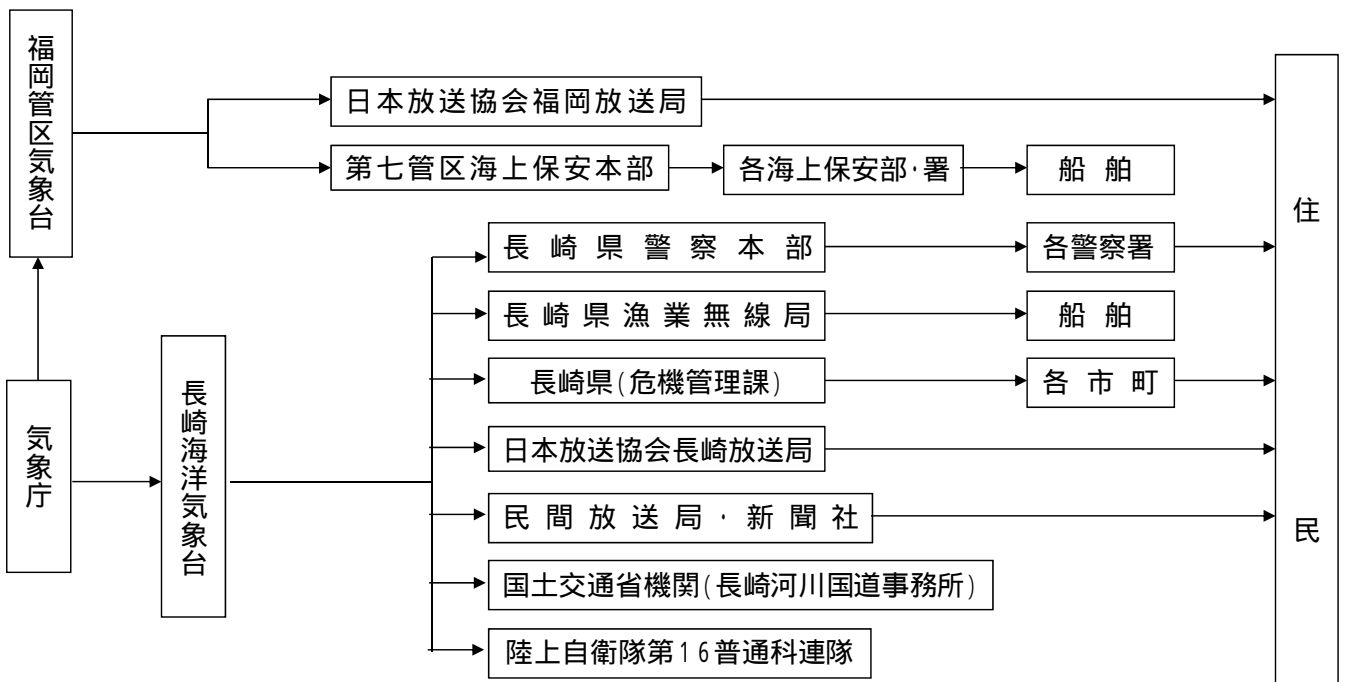 福岡管区気象台
日本放送協会福岡放送局
第七管区海上保安本部
各海上保安部・署
船舶
長崎県警察本部
各警察署
長崎県漁業無線局
船舶
長崎県(危機管理課)
各市町
日本放送協会長崎放送局
民間放送局・新聞社
国土交通省機関(長崎河川国道事務所)
陸上自衛隊第16普通科連隊
気象庁
長崎海洋気象台
住民